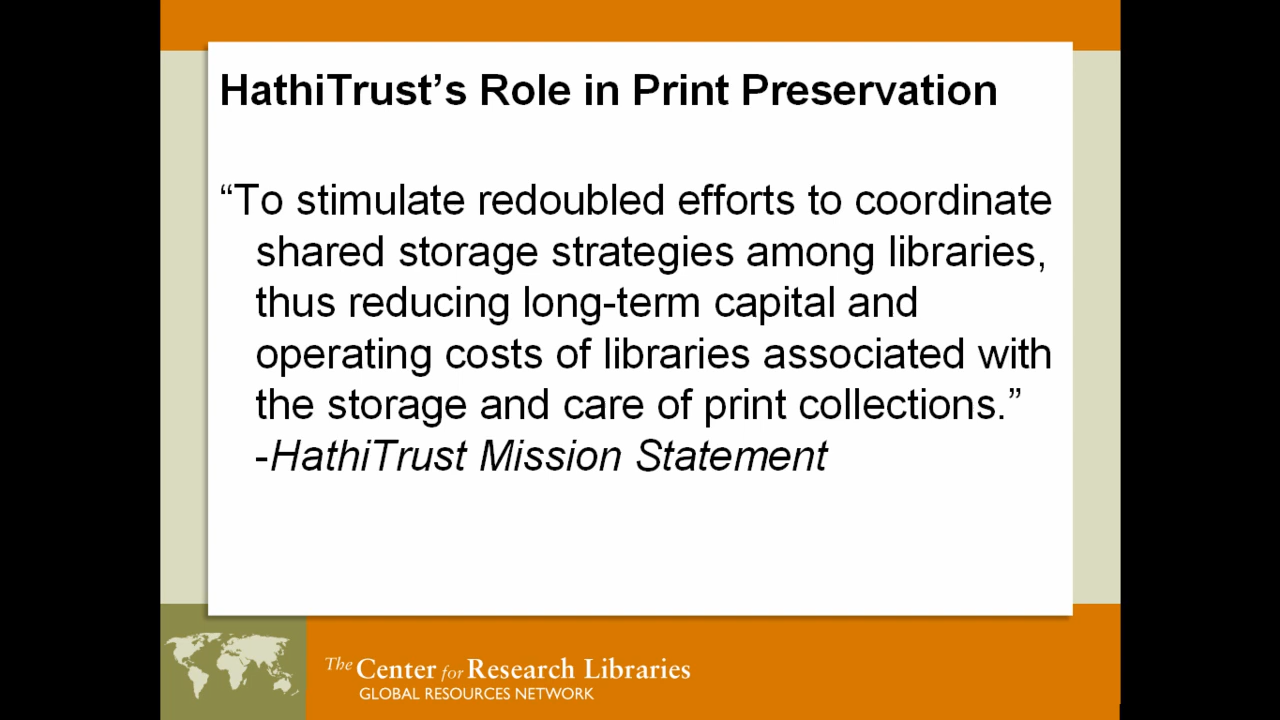 HathiTrust’s Role in Print Preservation
“To stimulate redoubled efforts to coordinate
shared storage strategies among libraries,
thus reducing long-term capital and
operating costs of libraries associated with
the storage and care of print collections.”
-HathiTrust Mission Statement
The Center for Research Libraries
GLOBAL RESOURCES NETWORK